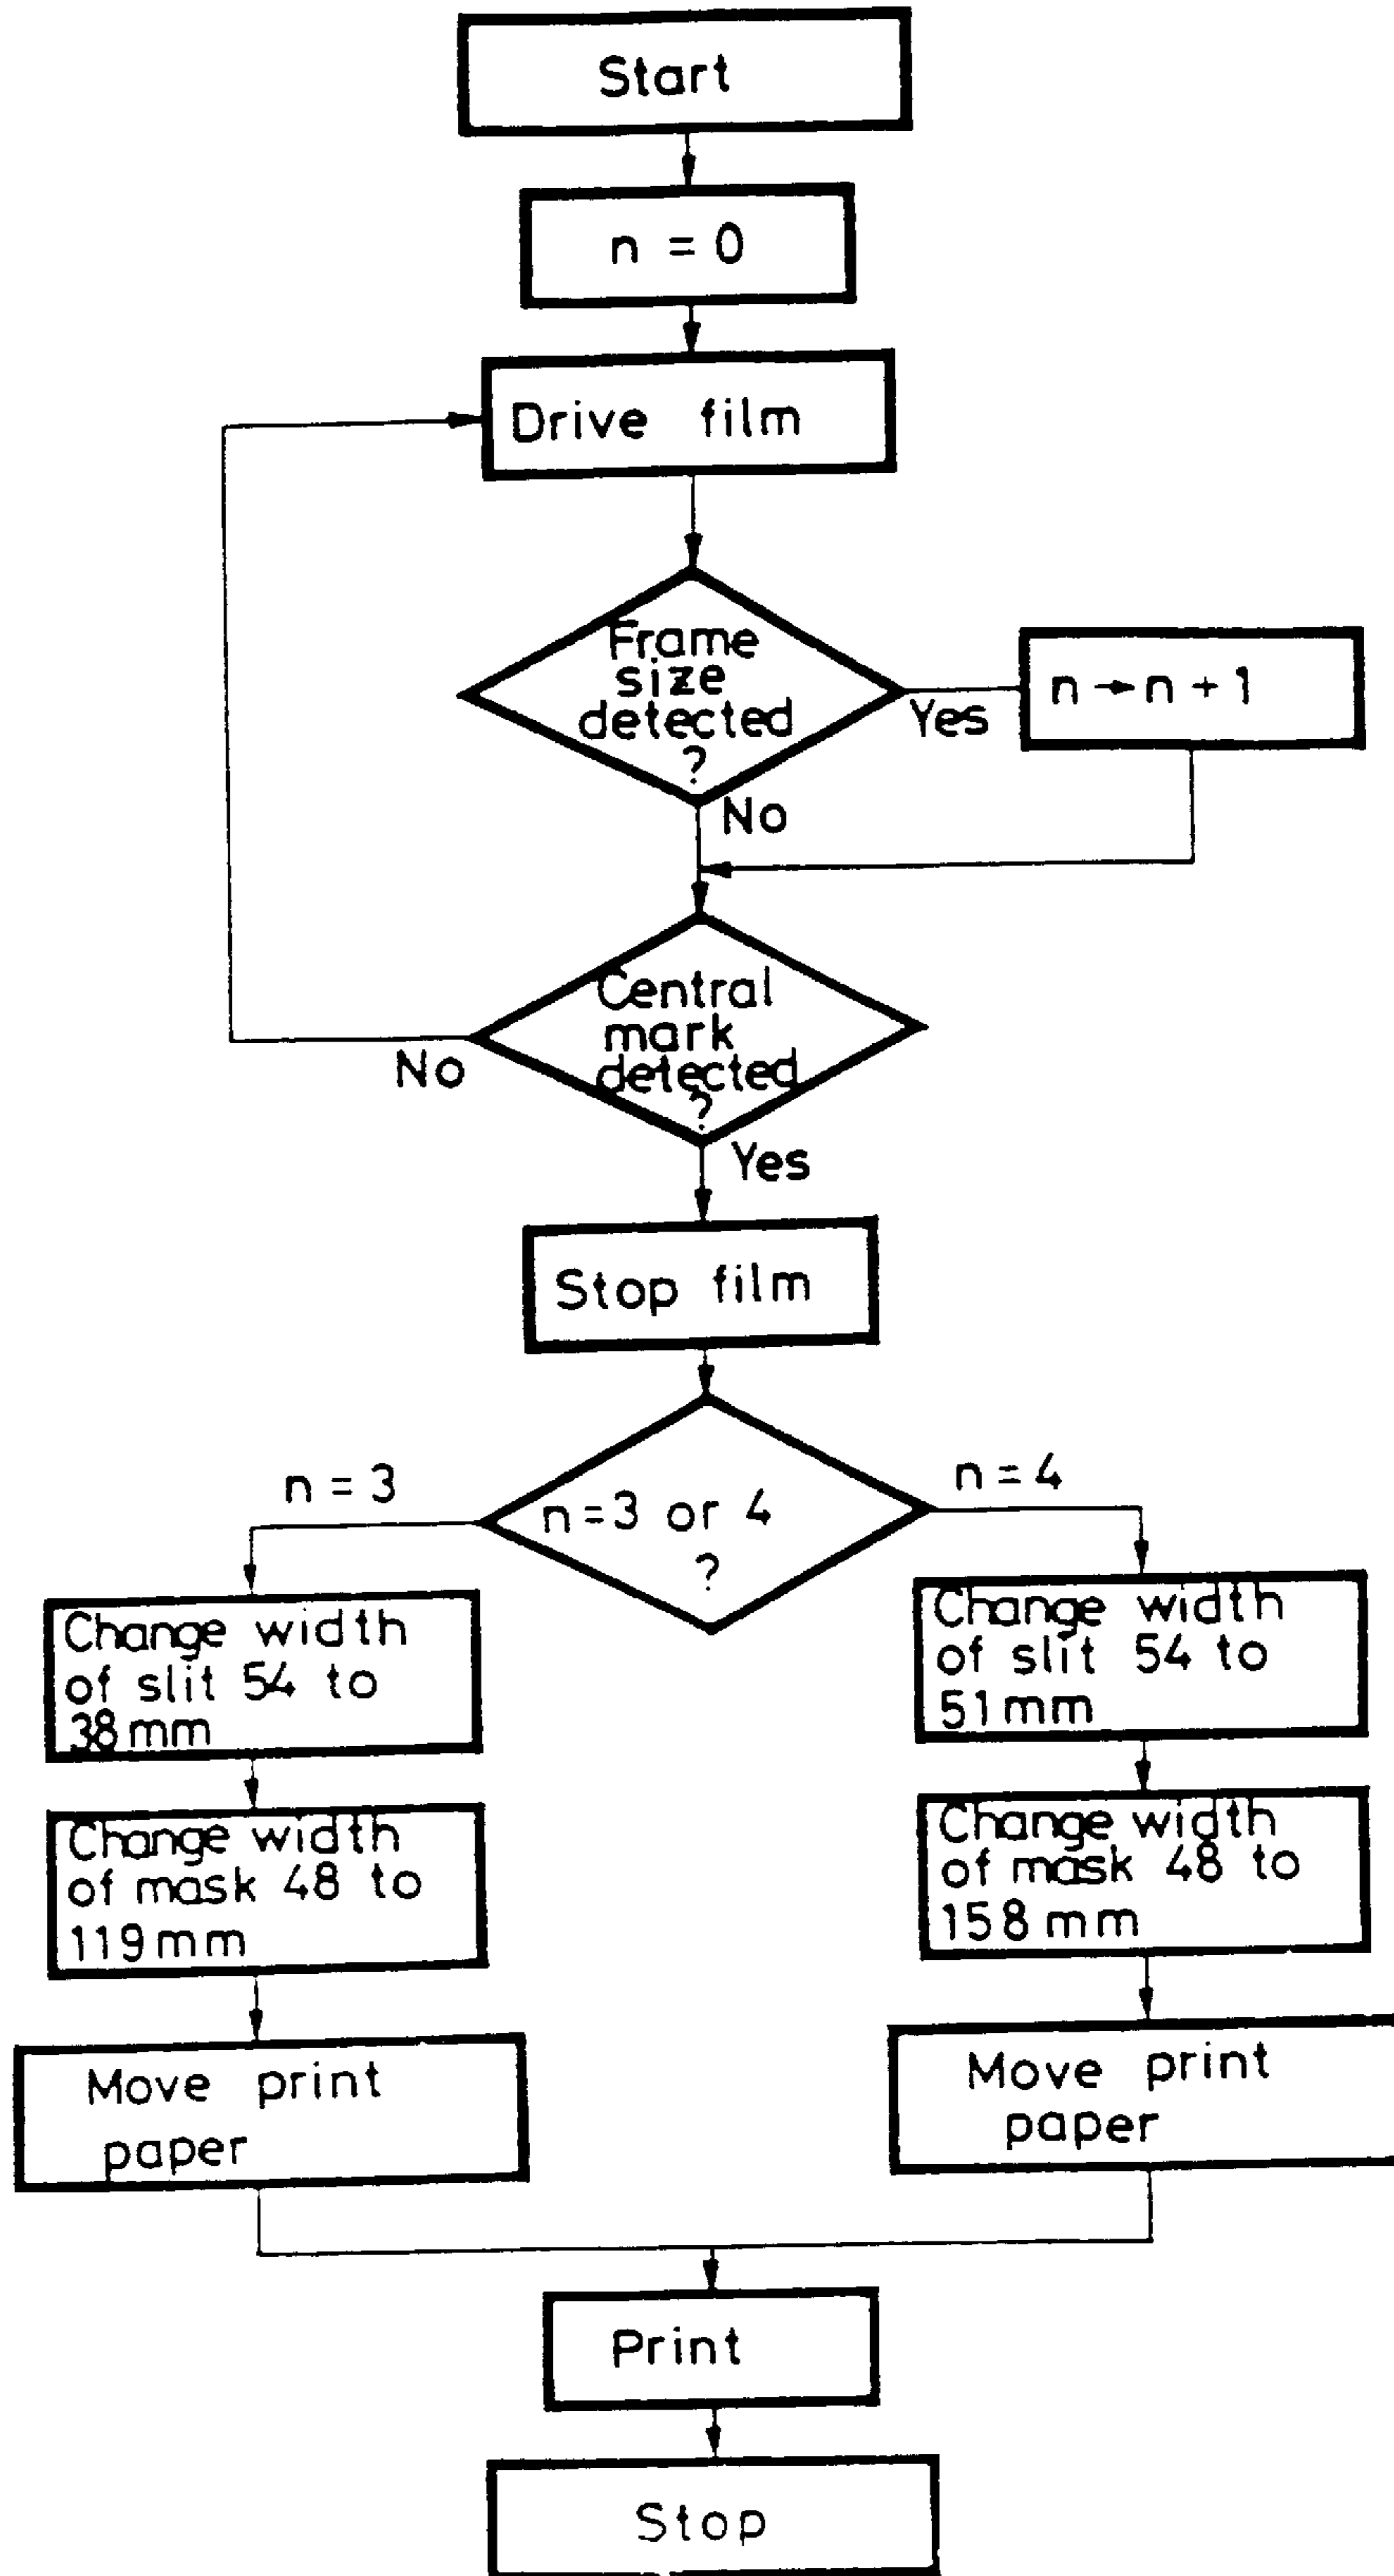 Start
n = 0
Drive film
Frame
size
detected
?
Yes
n → n + 1
No
Central
mark
detected
?
No
Yes
Stop film
n = 3
n = 3 or 4
?
n = 4
Change width
of slit 54 to
38 mm
Change width
of slit 54 to
51 mm
Change width
of mask 48 to
119 mm
Change width
of mask 48 to
158 mm
Move print
paper
Move print
paper
Print
Stop